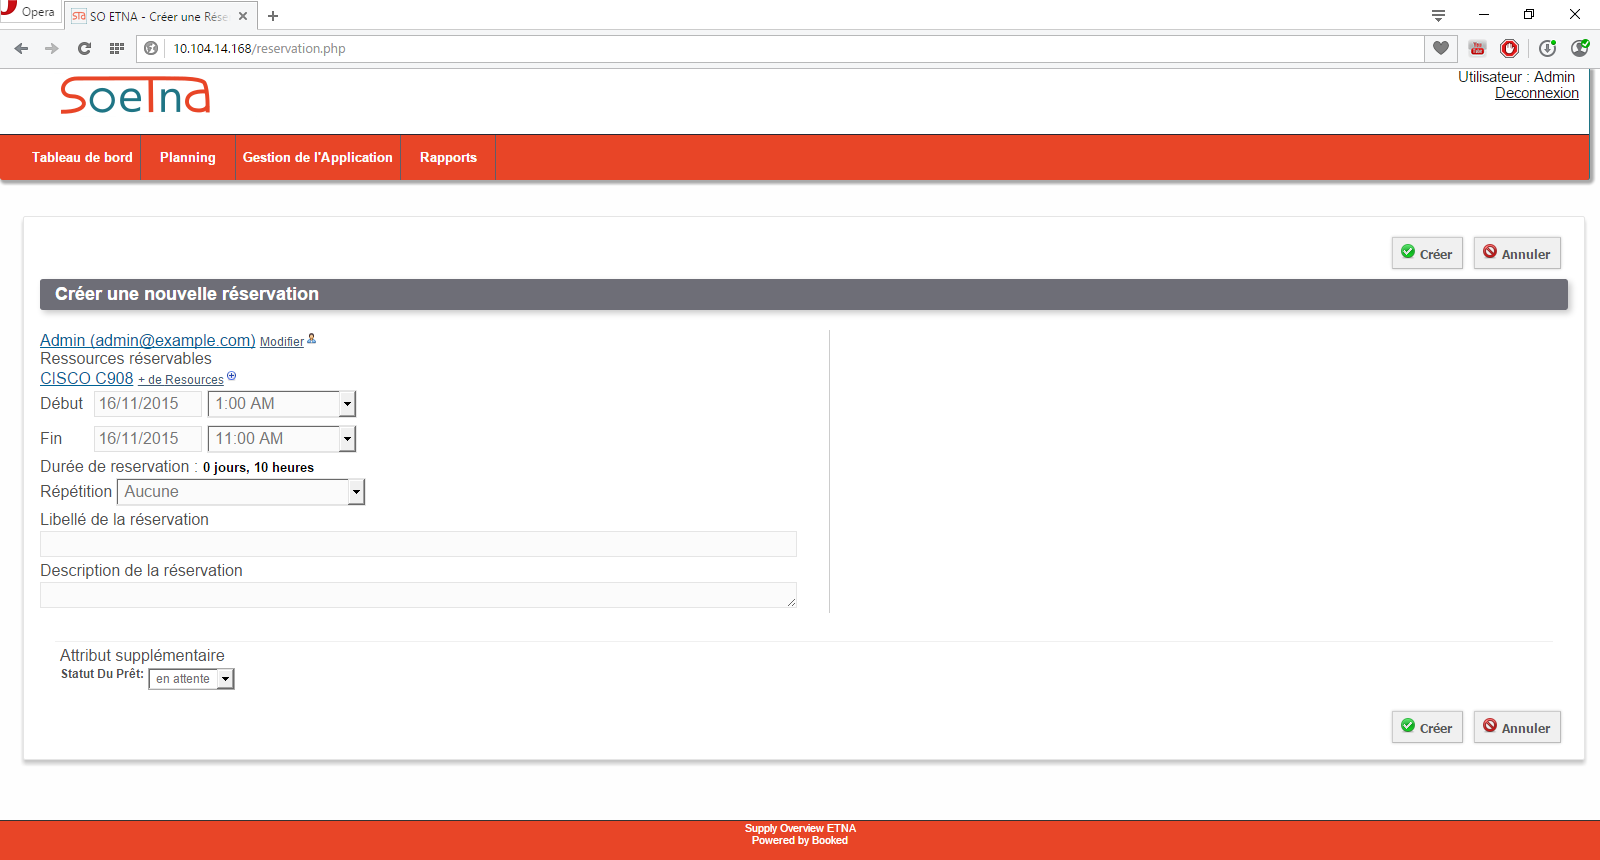 Opera
SO ETNA - Créer une Rése
10.104.14.168/reservation.php
soeTna
Utilisateur : Admin
Deconnexion
Tableau de bord
Planning
Gestion de l'Application
Rapports
Créer
Annuler
Créer une nouvelle réservation
Admin (admin@example.com) Modifier
Ressources réservables
CISCO C908 + de Resources
Début 16/11/2015 1:00 AM
Fin 16/11/2015 11:00 AM
Durée de reservation : 0 jours, 10 heures
Répétition Aucune
Libellé de la réservation
Description de la réservation
Attribut supplémentaire
Statut Du Prêt: en attente
Créer
Annuler
Supply Overview ETNA
Powered by Booked